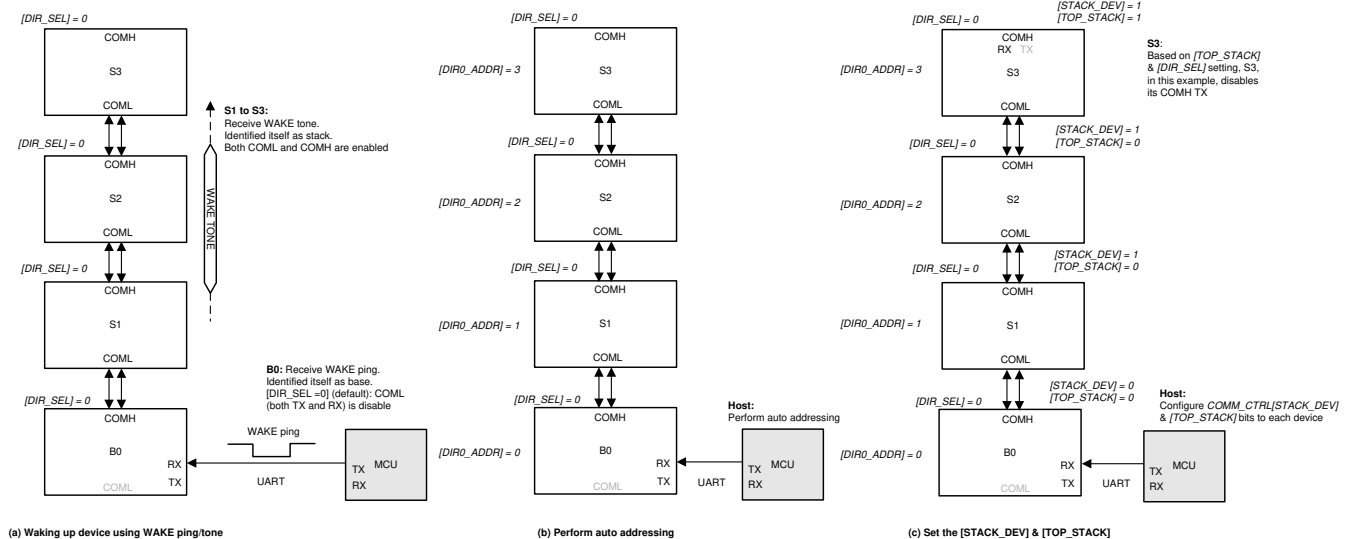 [DIR_SEL] = 0
COMH
S3
COML
[DIR_SEL] = 0
COMH
S2
COML
[DIR_SEL] = 0
COMH
S1
COML
[DIR_SEL] = 0
COMH
B0
RX
TX
COML
S1 to S3:
Receive WAKE tone.
Identified itself as stack.
Both COML and COMH are enabled
WAKE TONE
B0: Receive WAKE ping.
Identified itself as base.
[DIR_SEL =0] (default): COML
(both TX and RX) is disable
WAKE ping
UART
TX
MCU
RX
(a) Waking up device using WAKE ping/tone
[DIR_SEL] = 0
COMH
[DIR0_ADDR] = 3
S3
COML
[DIR_SEL] = 0
COMH
[DIR0_ADDR] = 2
S2
COML
[DIR_SEL] = 0
COMH
[DIR0_ADDR] = 1
S1
COML
[DIR_SEL] = 0
COMH
[DIR0_ADDR] = 0
B0
RX
TX
COML
Host:
Perform auto addressing
UART
TX
MCU
RX
(b) Perform auto addressing
[DIR_SEL] = 0
[STACK_DEV] = 1
[TOP_STACK] = 1
COMH
RX TX
[DIR0_ADDR] = 3
S3
COML
S3:
Based on [TOP_STACK]
& [DIR_SEL] setting, S3,
in this example, disables
its COMH TX
[DIR_SEL] = 0
[STACK_DEV] = 1
[TOP_STACK] = 0
COMH
[DIR0_ADDR] = 2
S2
COML
[DIR_SEL] = 0
[STACK_DEV] = 1
[TOP_STACK] = 0
COMH
[DIR0_ADDR] = 1
S1
COML
[DIR_SEL] = 0
[STACK_DEV] = 0
[TOP_STACK] = 0
COMH
[DIR0_ADDR] = 0
B0
RX
TX
COML
Host:
Configure COMM_CTRL[STACK_DEV]
& [TOP_STACK] bits to each device
UART
TX
MCU
RX
(c) Set the [STACK_DEV] & [TOP_STACK]